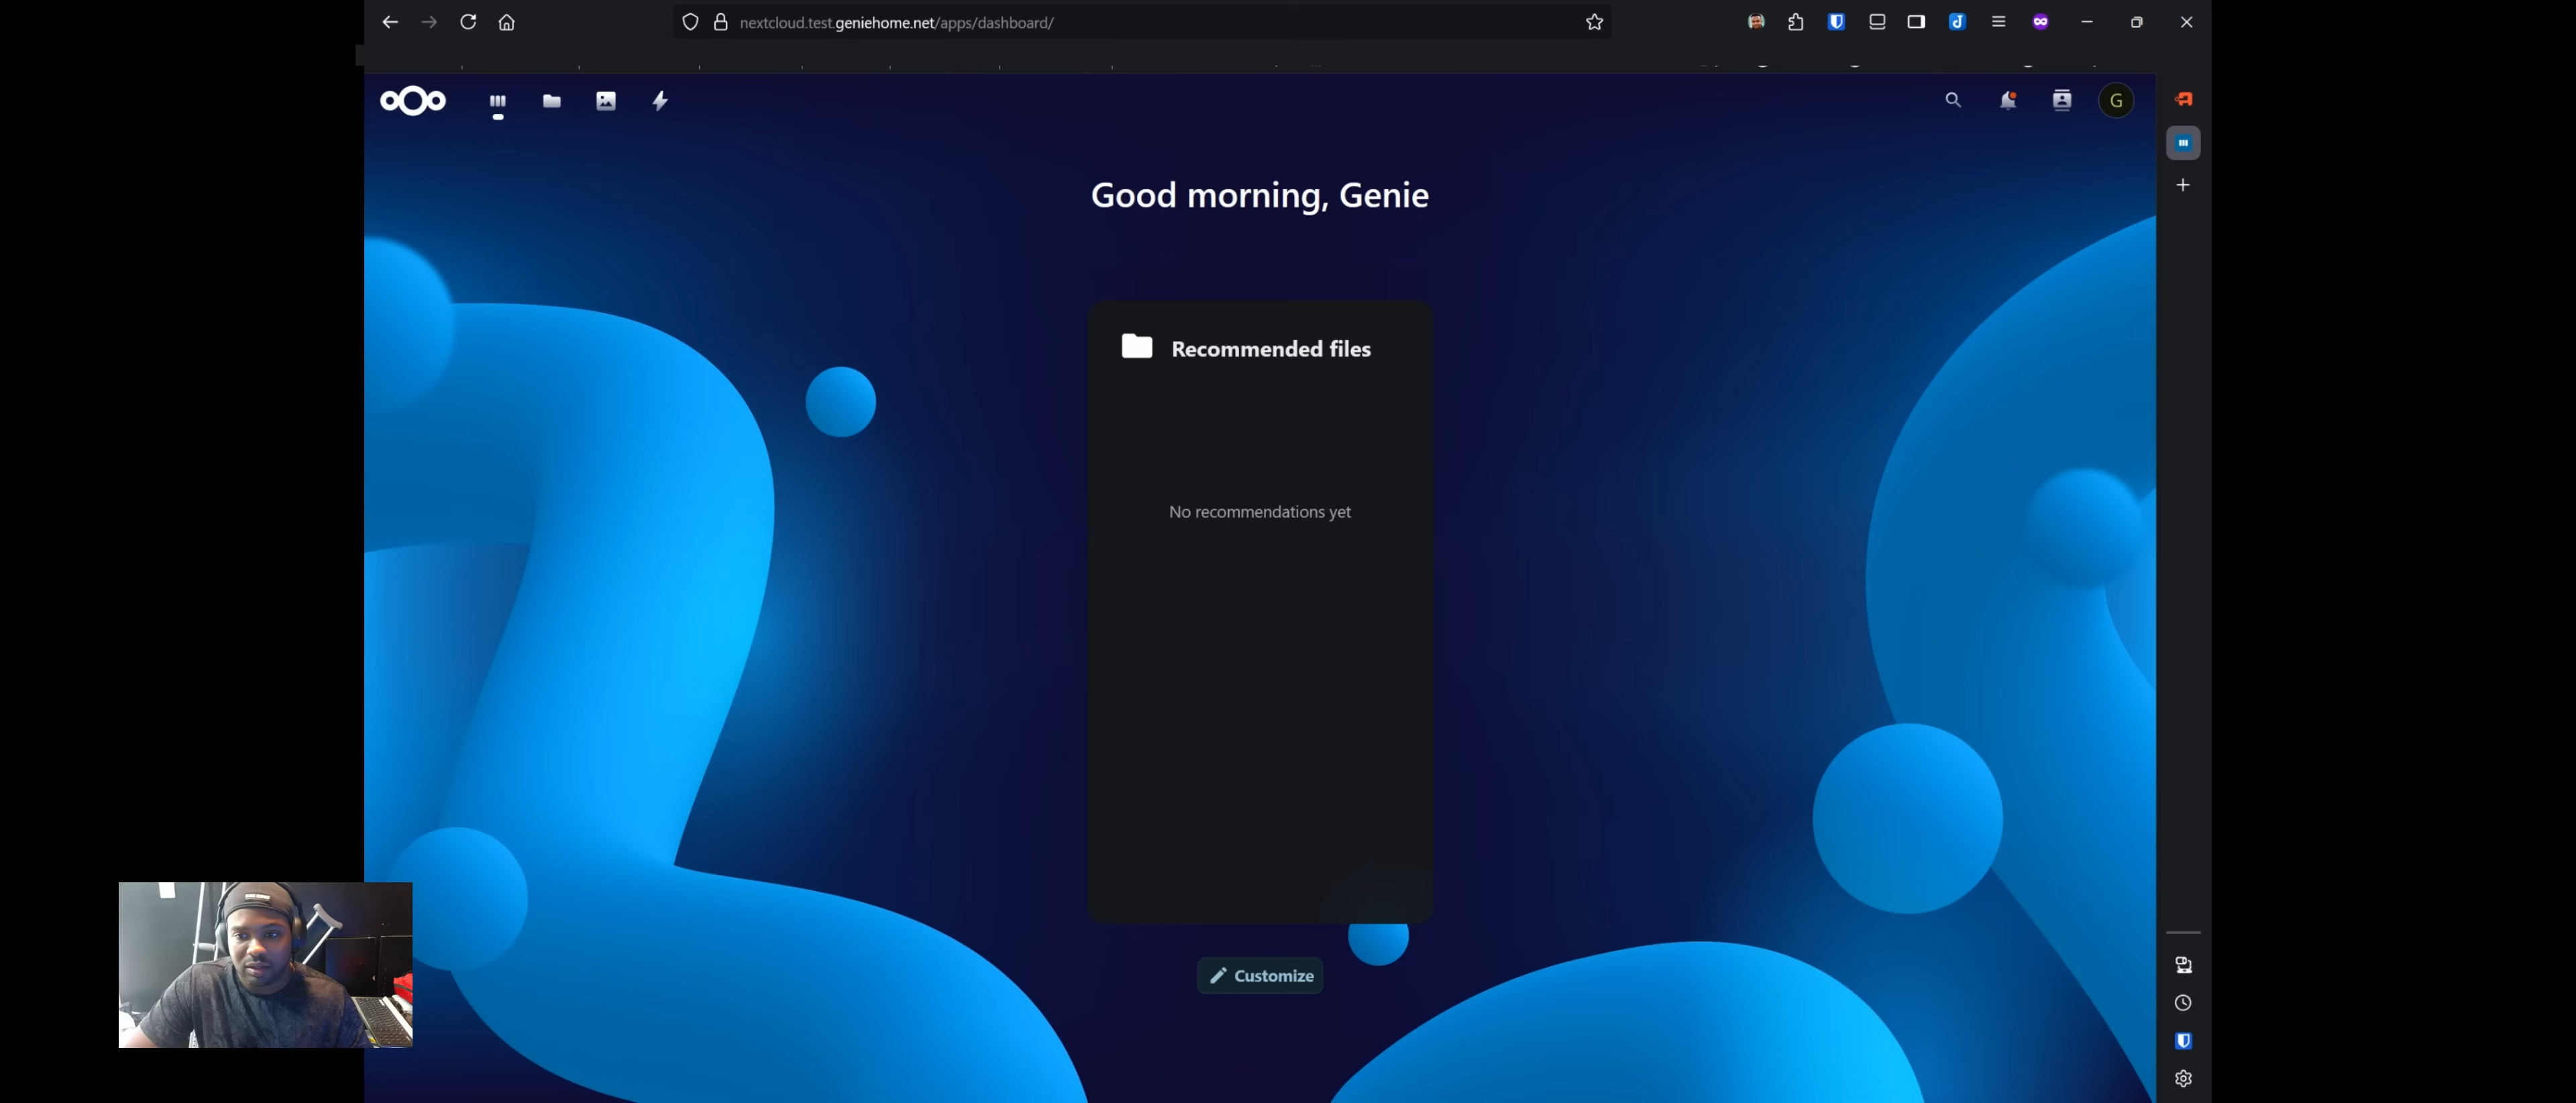 nextcloud.test.geniehome.net/apps/dashboard/
G
Good morning, Genie
Recommended files
No recommendations yet
Customize